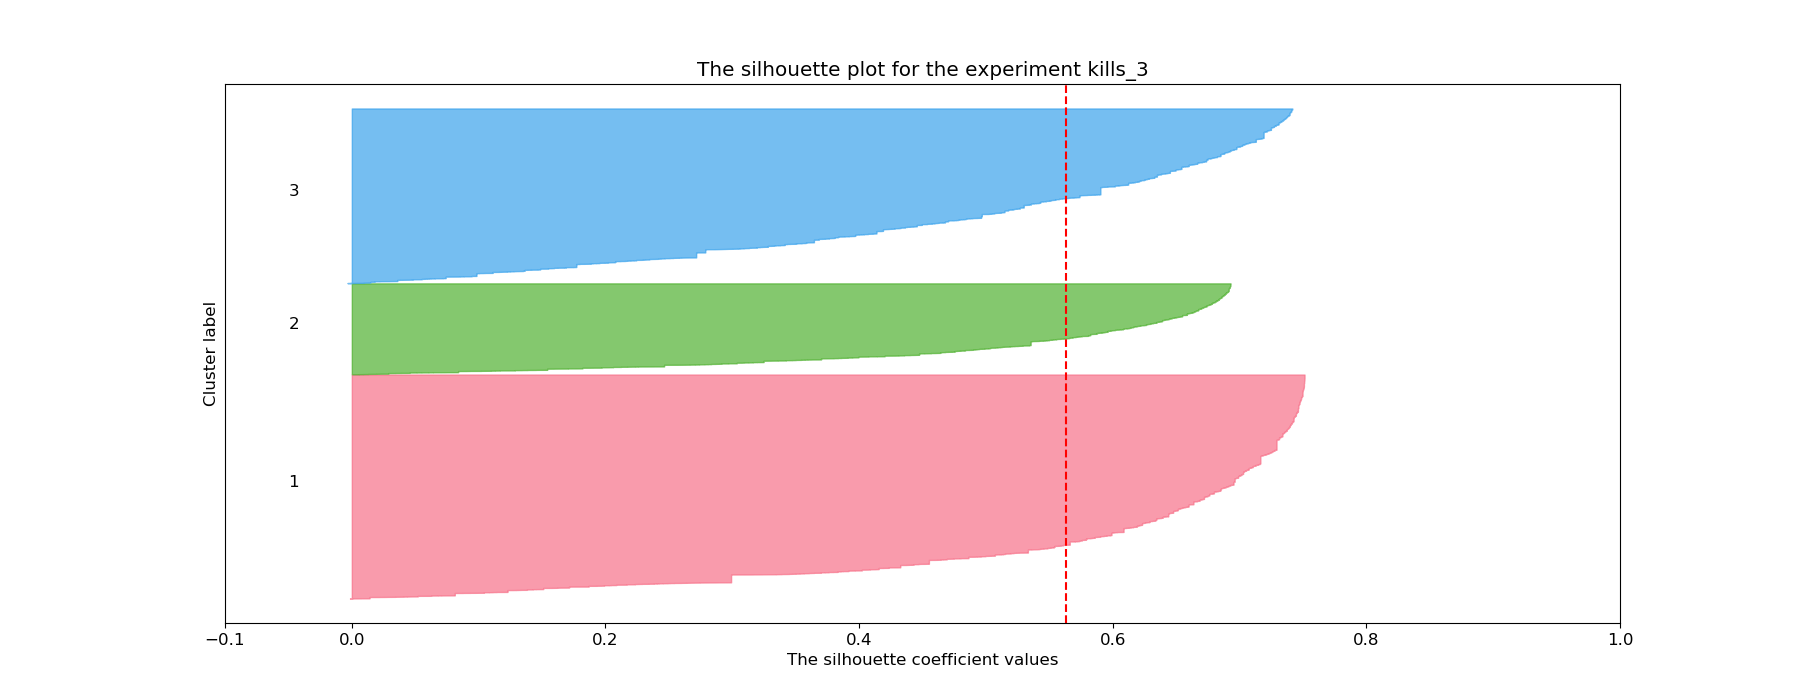 The silhouette plot for the experiment kills_3
3
2
1
Cluster label
−0.1 0.0 0.2 0.4 0.6 0.8 1.0
The silhouette coefficient values